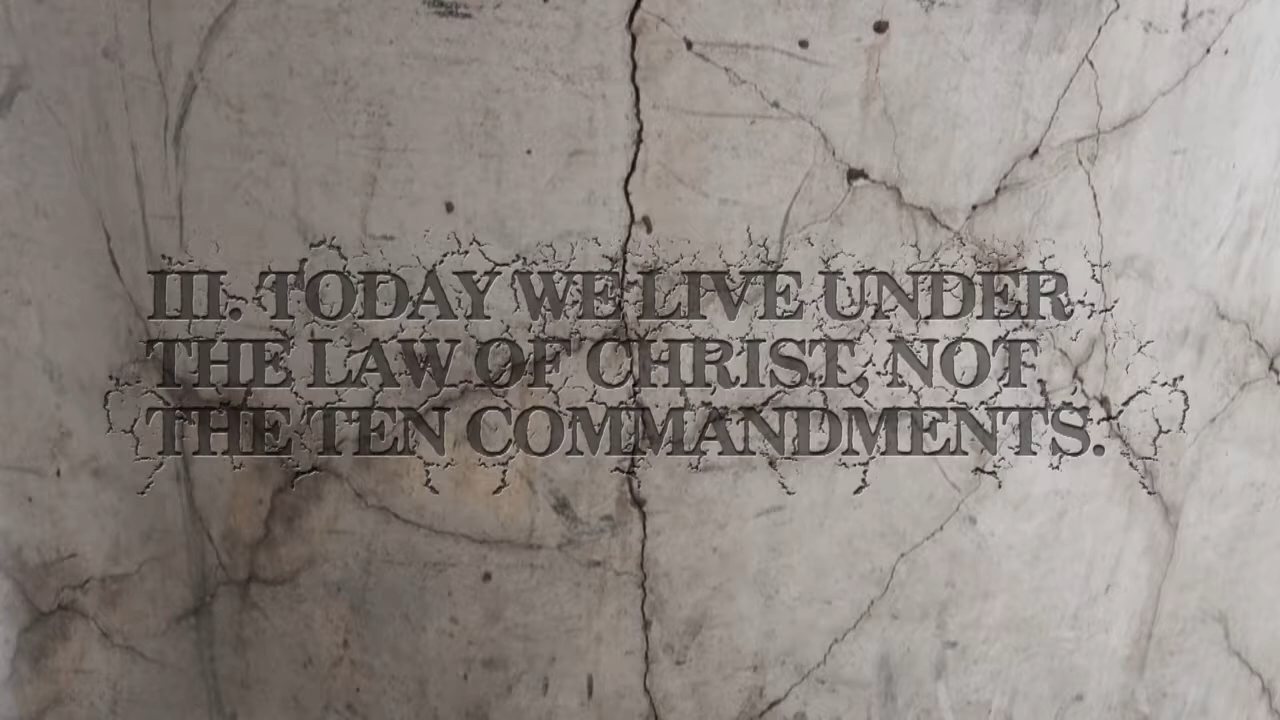 III. TODAY WE LIVE UNDER
THE LAW OF CHRIST, NOT
THE TEN COMMANDMENTS.